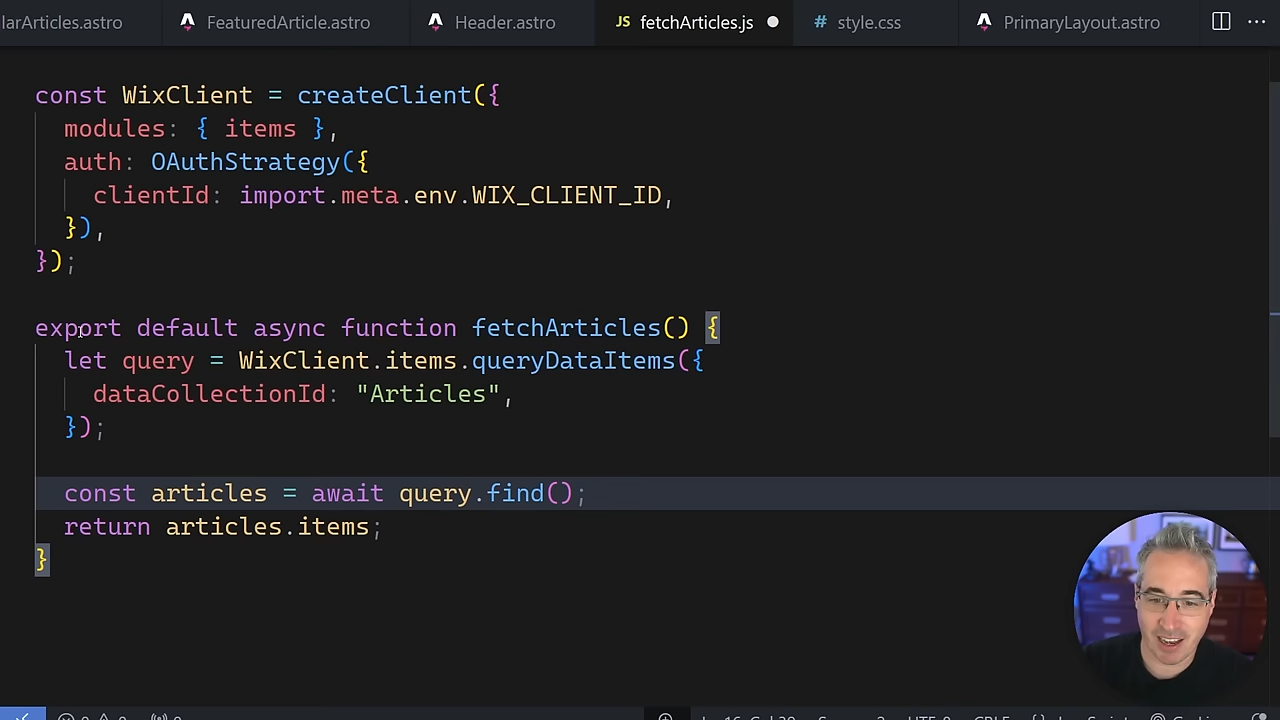 larArticles.astro FeaturedArticle.astro Header.astro JS fetchArticles.js # style.css PrimaryLayout.astro
const WixClient = createClient({
modules: { items },
auth: OAuthStrategy({
clientId: import.meta.env.WIX_CLIENT_ID,
}),
});
export default async function fetchArticles() {
let query = WixClient.items.queryDataItems({
dataCollectionId: "Articles",
});
const articles = await query.find();
return articles.items;
}